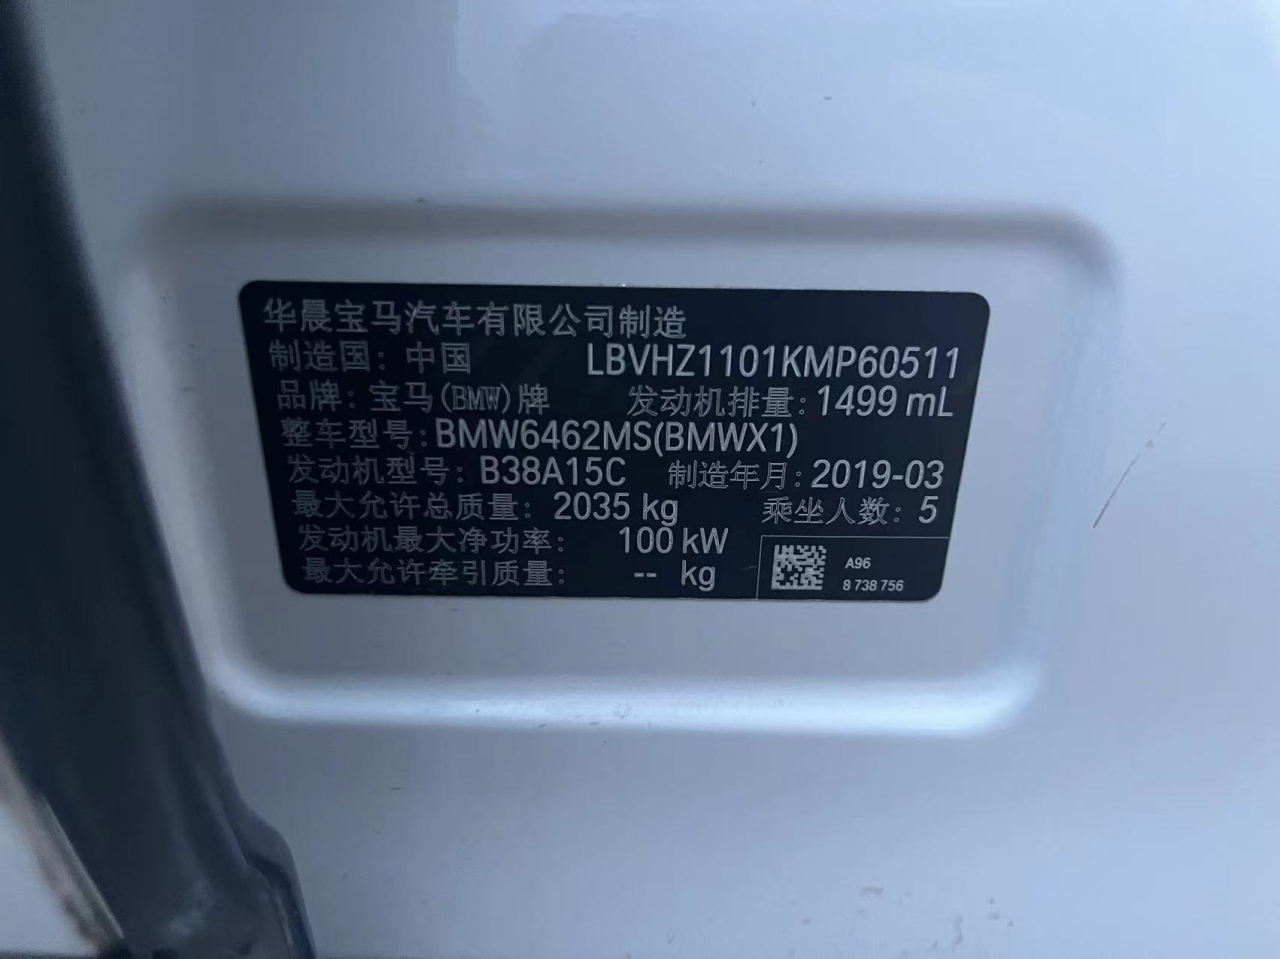 华晨宝马汽车有限公司制造
制造国：中国 LBVHZ1101KMP60511
品牌：宝马(BMW)牌 发动机排量：1499 mL
整车型号：BMW6462MS(BMWX1)
发动机型号：B38A15C 制造年月：2019-03
最大允许总质量：2035 kg 乘坐人数：5
发动机最大净功率： 100 kW
最大允许牵引质量： -- kg
A96
8 738 756